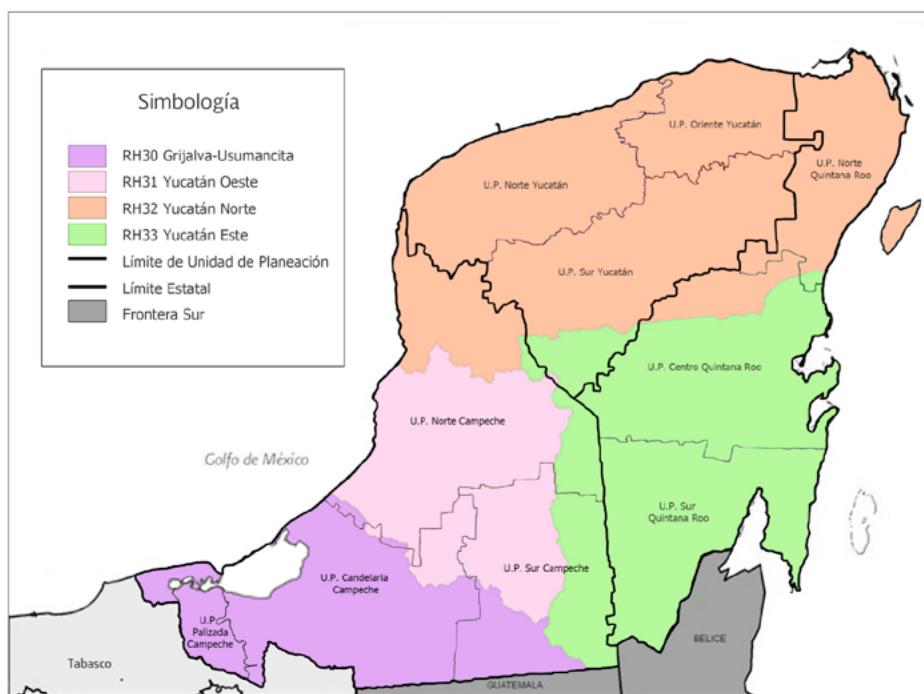 Simbología
RH30 Grijalva-Usumancita
RH31 Yucatán Oeste
RH32 Yucatán Norte
RH33 Yucatán Este
Límite de Unidad de Planeación
Límite Estatal
Frontera Sur
U.P. Oriente Yucatán
U.P. Norte Yucatán
U.P. Norte
Quintana Roo
U.P. Sur Yucatán
U.P. Centro Quintana Roo
U.P. Norte Campeche
Golfo de México
U.P. Sur
Quintana Roo
U.P. Sur Campeche
U.P. Candelaria
Campeche
U.P.
Palizada
Campeche
Tabasco
BELICE
GUATEMALA